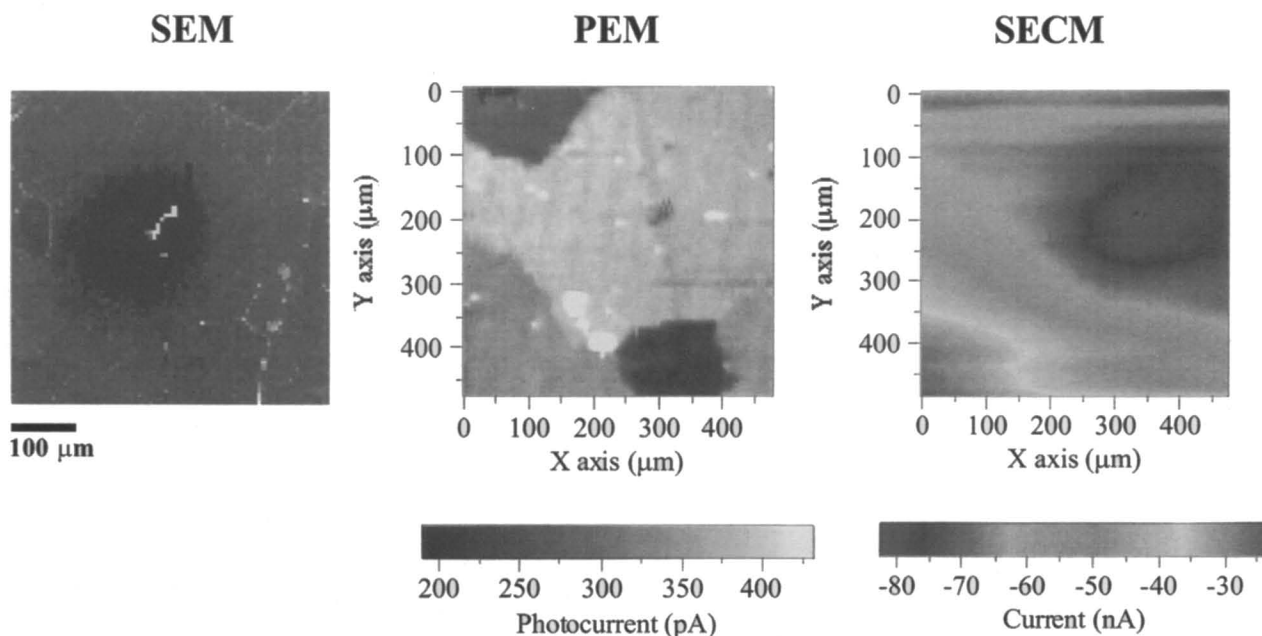 SEM
PEM
SECM
100 μm
0
100
200
300
400
Y axis (μm)
0 100 200 300 400
X axis (μm)
200 250 300 350 400
Photocurrent (pA)
0
100
200
300
400
Y axis (μm)
0 100 200 300 400
X axis (μm)
-80 -70 -60 -50 -40 -30
Current (nA)